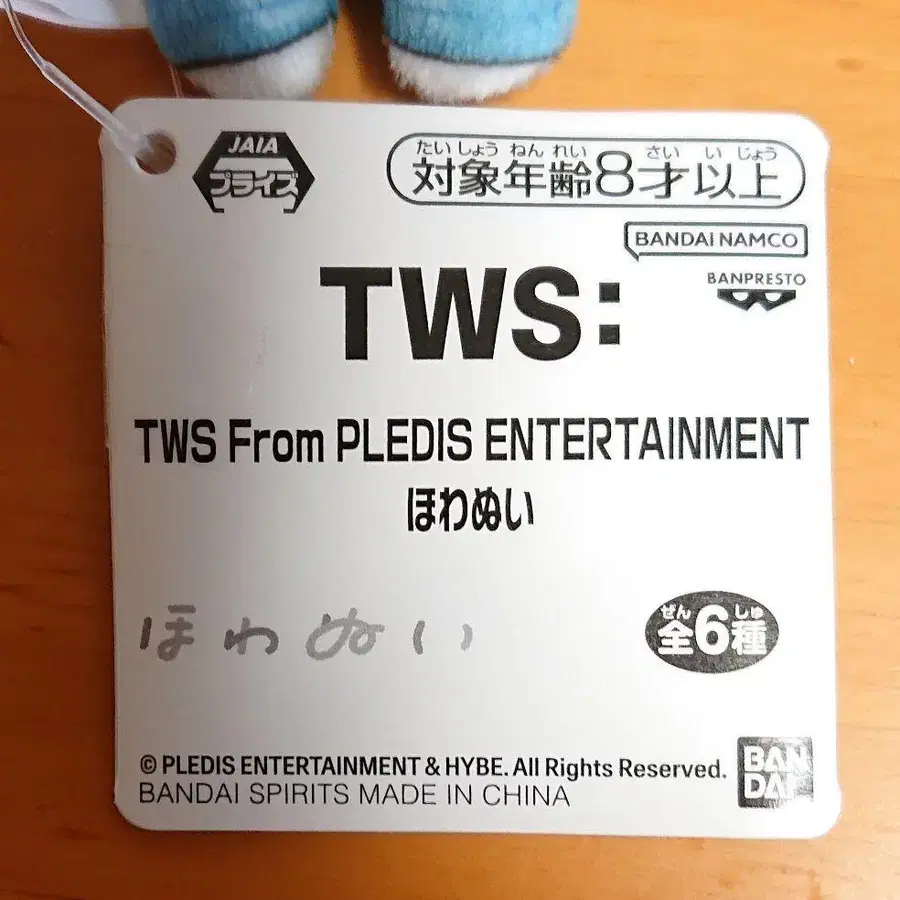 JAIA
プライズ
たいしょうねんれい さい いじょう
対象年齢8才以上
BANDAI NAMCO
BANPRESTO
TWS:
TWS From PLEDIS ENTERTAINMENT
ほわぬい
ほわぬい
ぜん しゅ
全6種
© PLEDIS ENTERTAINMENT & HYBE. All Rights Reserved.
BANDAI SPIRITS MADE IN CHINA
BAN
DAI